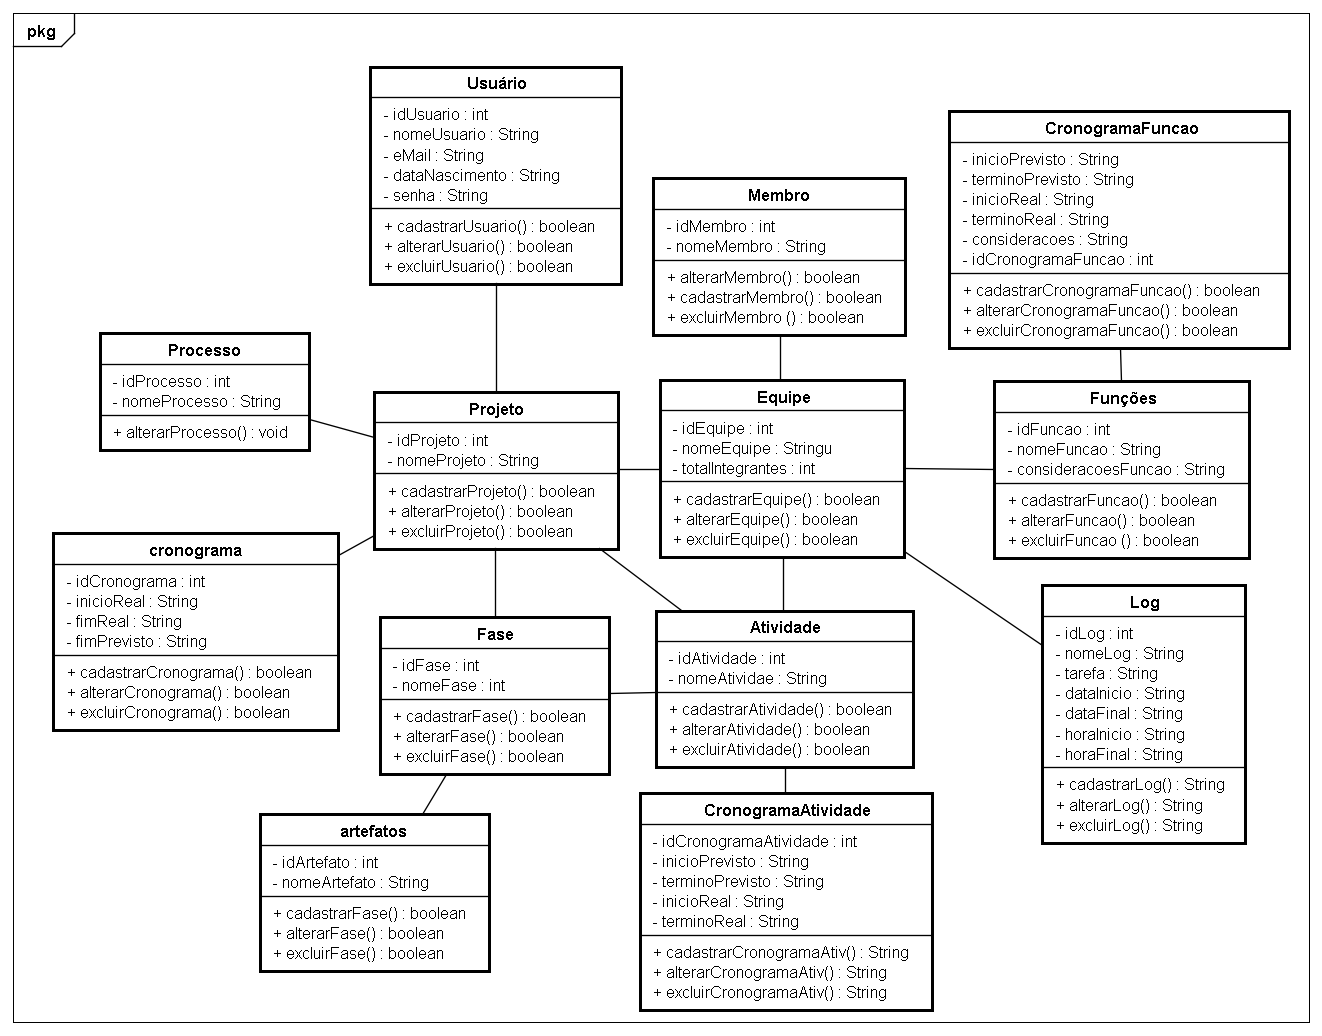 pkg
Usuário
- idUsuario : int
- nomeUsuario : String
- eMail : String
- dataNascimento : String
- senha : String
+ cadastrarUsuario() : boolean
+ alterarUsuario() : boolean
+ excluirUsuario() : boolean
CronogramaFuncao
- inicioPrevisto : String
- terminoPrevisto : String
- inicioReal : String
- terminoReal : String
- consideracoes : String
- idCronogramaFuncao : int
+ cadastrarCronogramaFuncao() : boolean
+ alterarCronogramaFuncao() : boolean
+ excluirCronogramaFuncao() : boolean
Membro
- idMembro : int
- nomeMembro : String
+ alterarMembro() : boolean
+ cadastrarMembro() : boolean
+ excluirMembro () : boolean
Processo
- idProcesso : int
- nomeProcesso : String
+ alterarProcesso() : void
Projeto
- idProjeto : int
- nomeProjeto : String
+ cadastrarProjeto() : boolean
+ alterarProjeto() : boolean
+ excluirProjeto() : boolean
Equipe
- idEquipe : int
- nomeEquipe : Stringu
- totalIntegrantes : int
+ cadastrarEquipe() : boolean
+ alterarEquipe() : boolean
+ excluirEquipe() : boolean
Funções
- idFuncao : int
- nomeFuncao : String
- consideracoesFuncao : String
+ cadastrarFuncao() : boolean
+ alterarFuncao() : boolean
+ excluirFuncao () : boolean
cronograma
- idCronograma : int
- inicioReal : String
- fimReal : String
- fimPrevisto : String
+ cadastrarCronograma() : boolean
+ alterarCronograma() : boolean
+ excluirCronograma() : boolean
Fase
- idFase : int
- nomeFase : int
+ cadastrarFase() : boolean
+ alterarFase() : boolean
+ excluirFase() : boolean
Atividade
- idAtividade : int
- nomeAtividae : String
+ cadastrarAtividade() : boolean
+ alterarAtividade() : boolean
+ excluirAtividade() : boolean
Log
- idLog : int
- nomeLog : String
- tarefa : String
- dataInicio : String
- dataFinal : String
- horaInicio : String
- horaFinal : String
+ cadastrarLog() : String
+ alterarLog() : String
+ excluirLog() : String
artefatos
- idArtefato : int
- nomeArtefato : String
+ cadastrarFase() : boolean
+ alterarFase() : boolean
+ excluirFase() : boolean
CronogramaAtividade
- idCronogramaAtividade : int
- inicioPrevisto : String
- terminoPrevisto : String
- inicioReal : String
- terminoReal : String
+ cadastrarCronogramaAtiv() : String
+ alterarCronogramaAtiv() : String
+ excluirCronogramaAtiv() : String